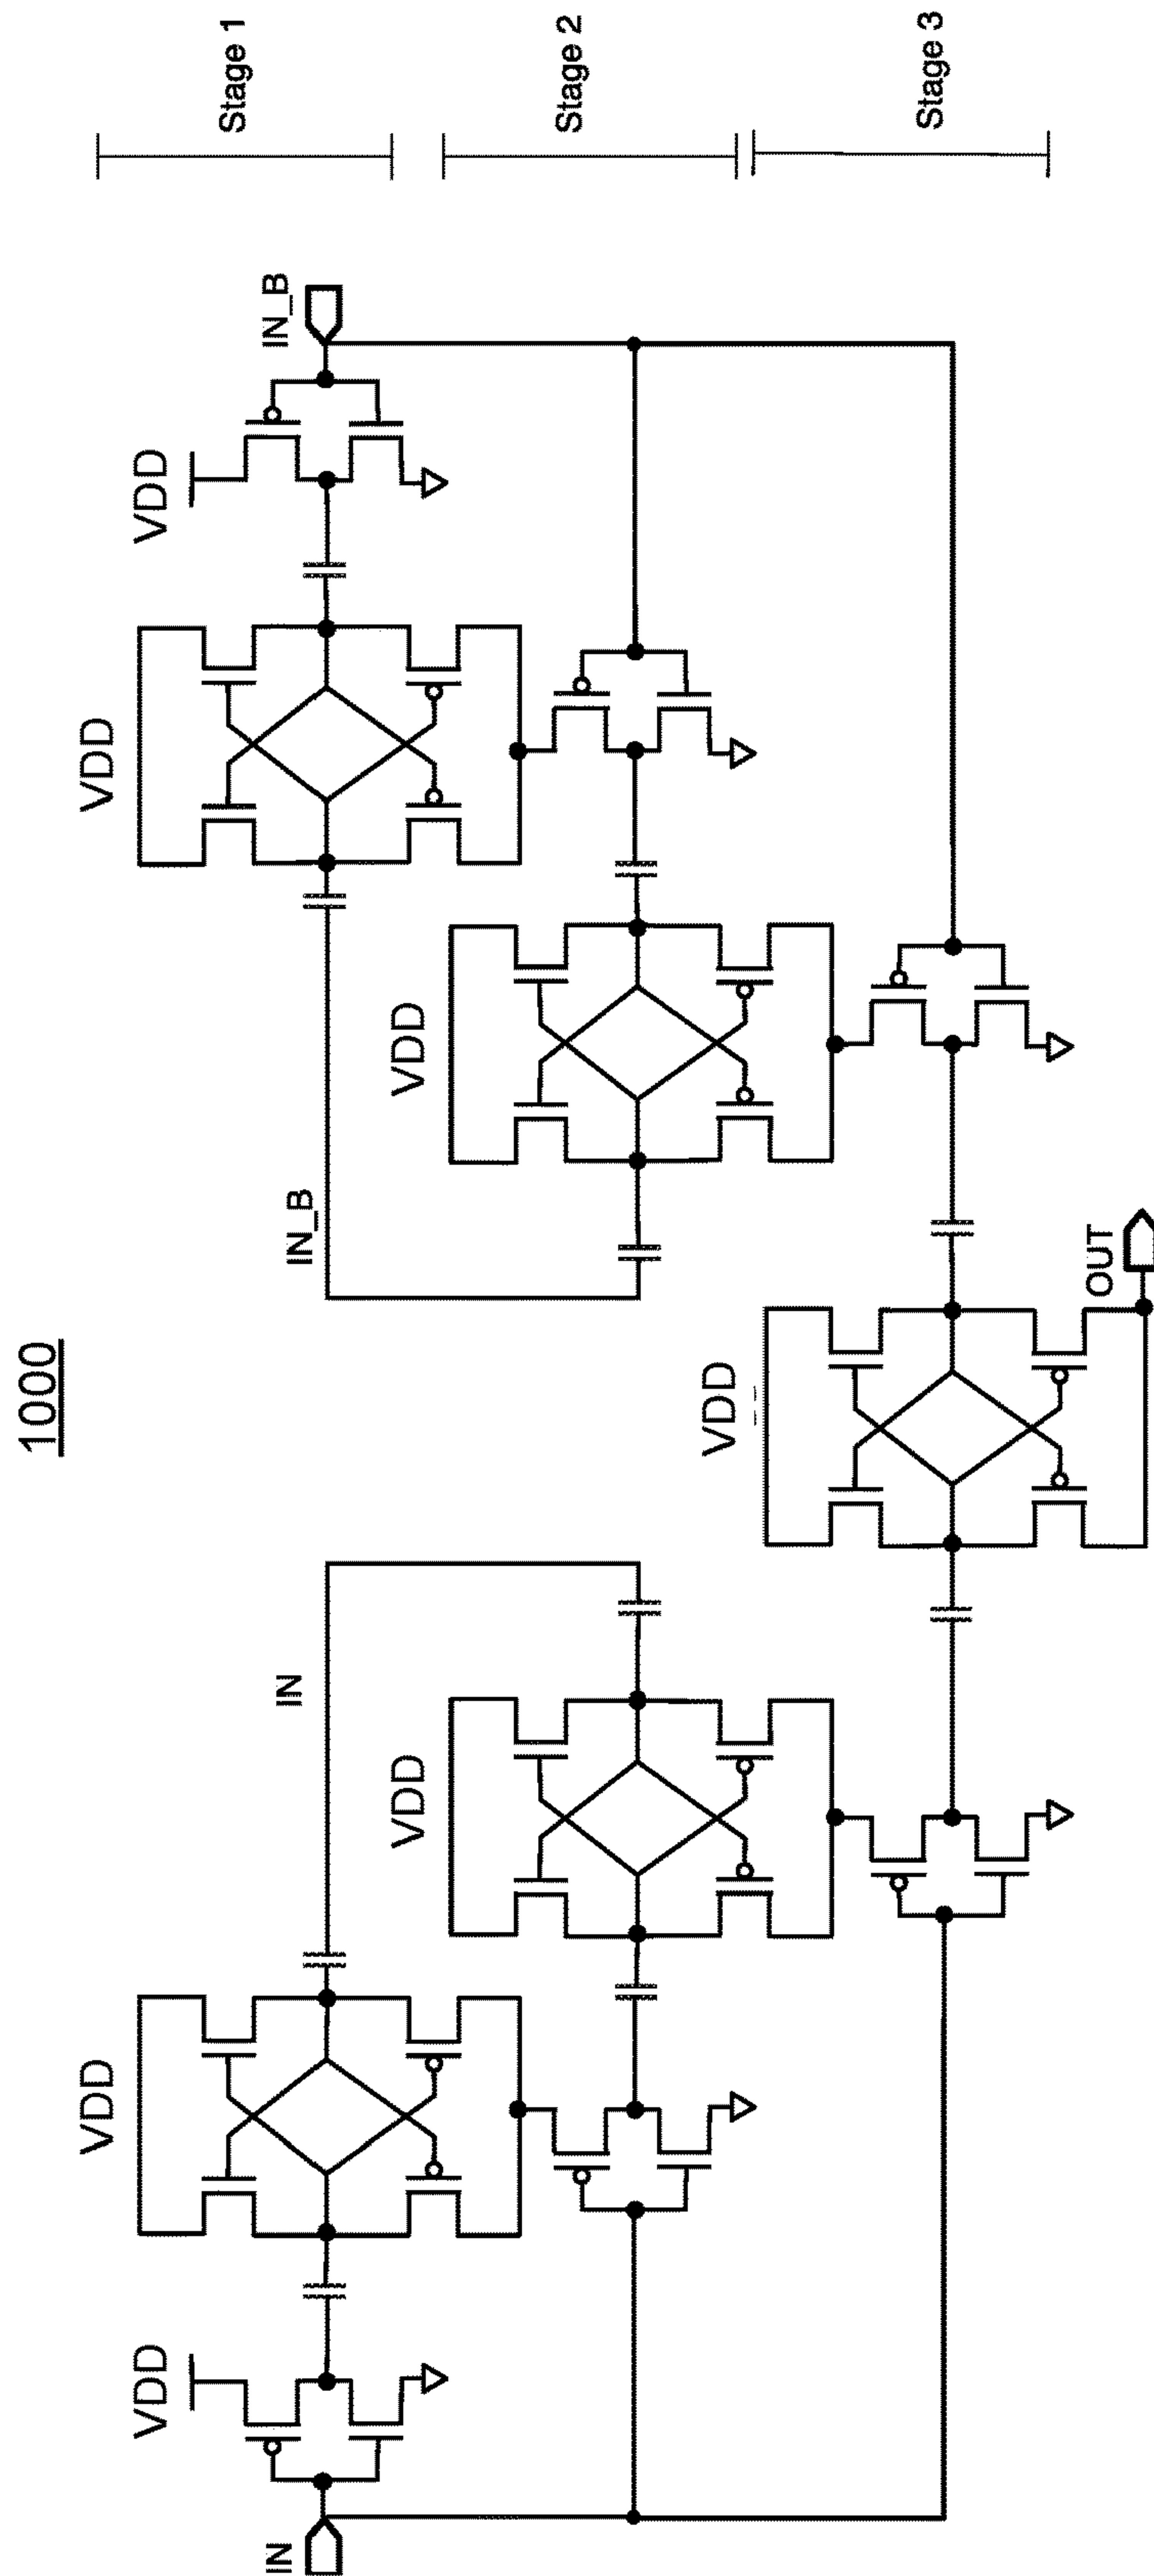 1000
VDD
VDD
IN
VDD
IN
IN_B
VDD
VDD
VDD
VDD
IN_B
VDD
OUT
Stage 1
Stage 2
Stage 3